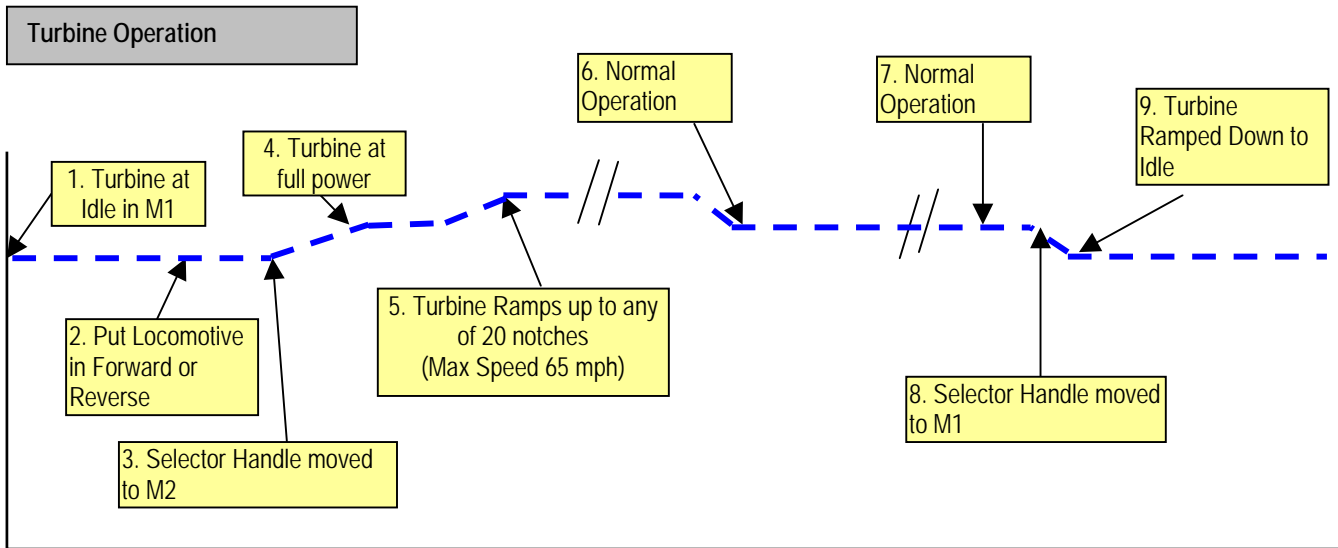 Turbine Operation
1. Turbine at
Idle in M1
2. Put Locomotive
in Forward or
Reverse
3. Selector Handle moved
to M2
4. Turbine at
full power
5. Turbine Ramps up to any
of 20 notches
(Max Speed 65 mph)
6. Normal
Operation
7. Normal
Operation
8. Selector Handle moved
to M1
9. Turbine
Ramped Down to
Idle